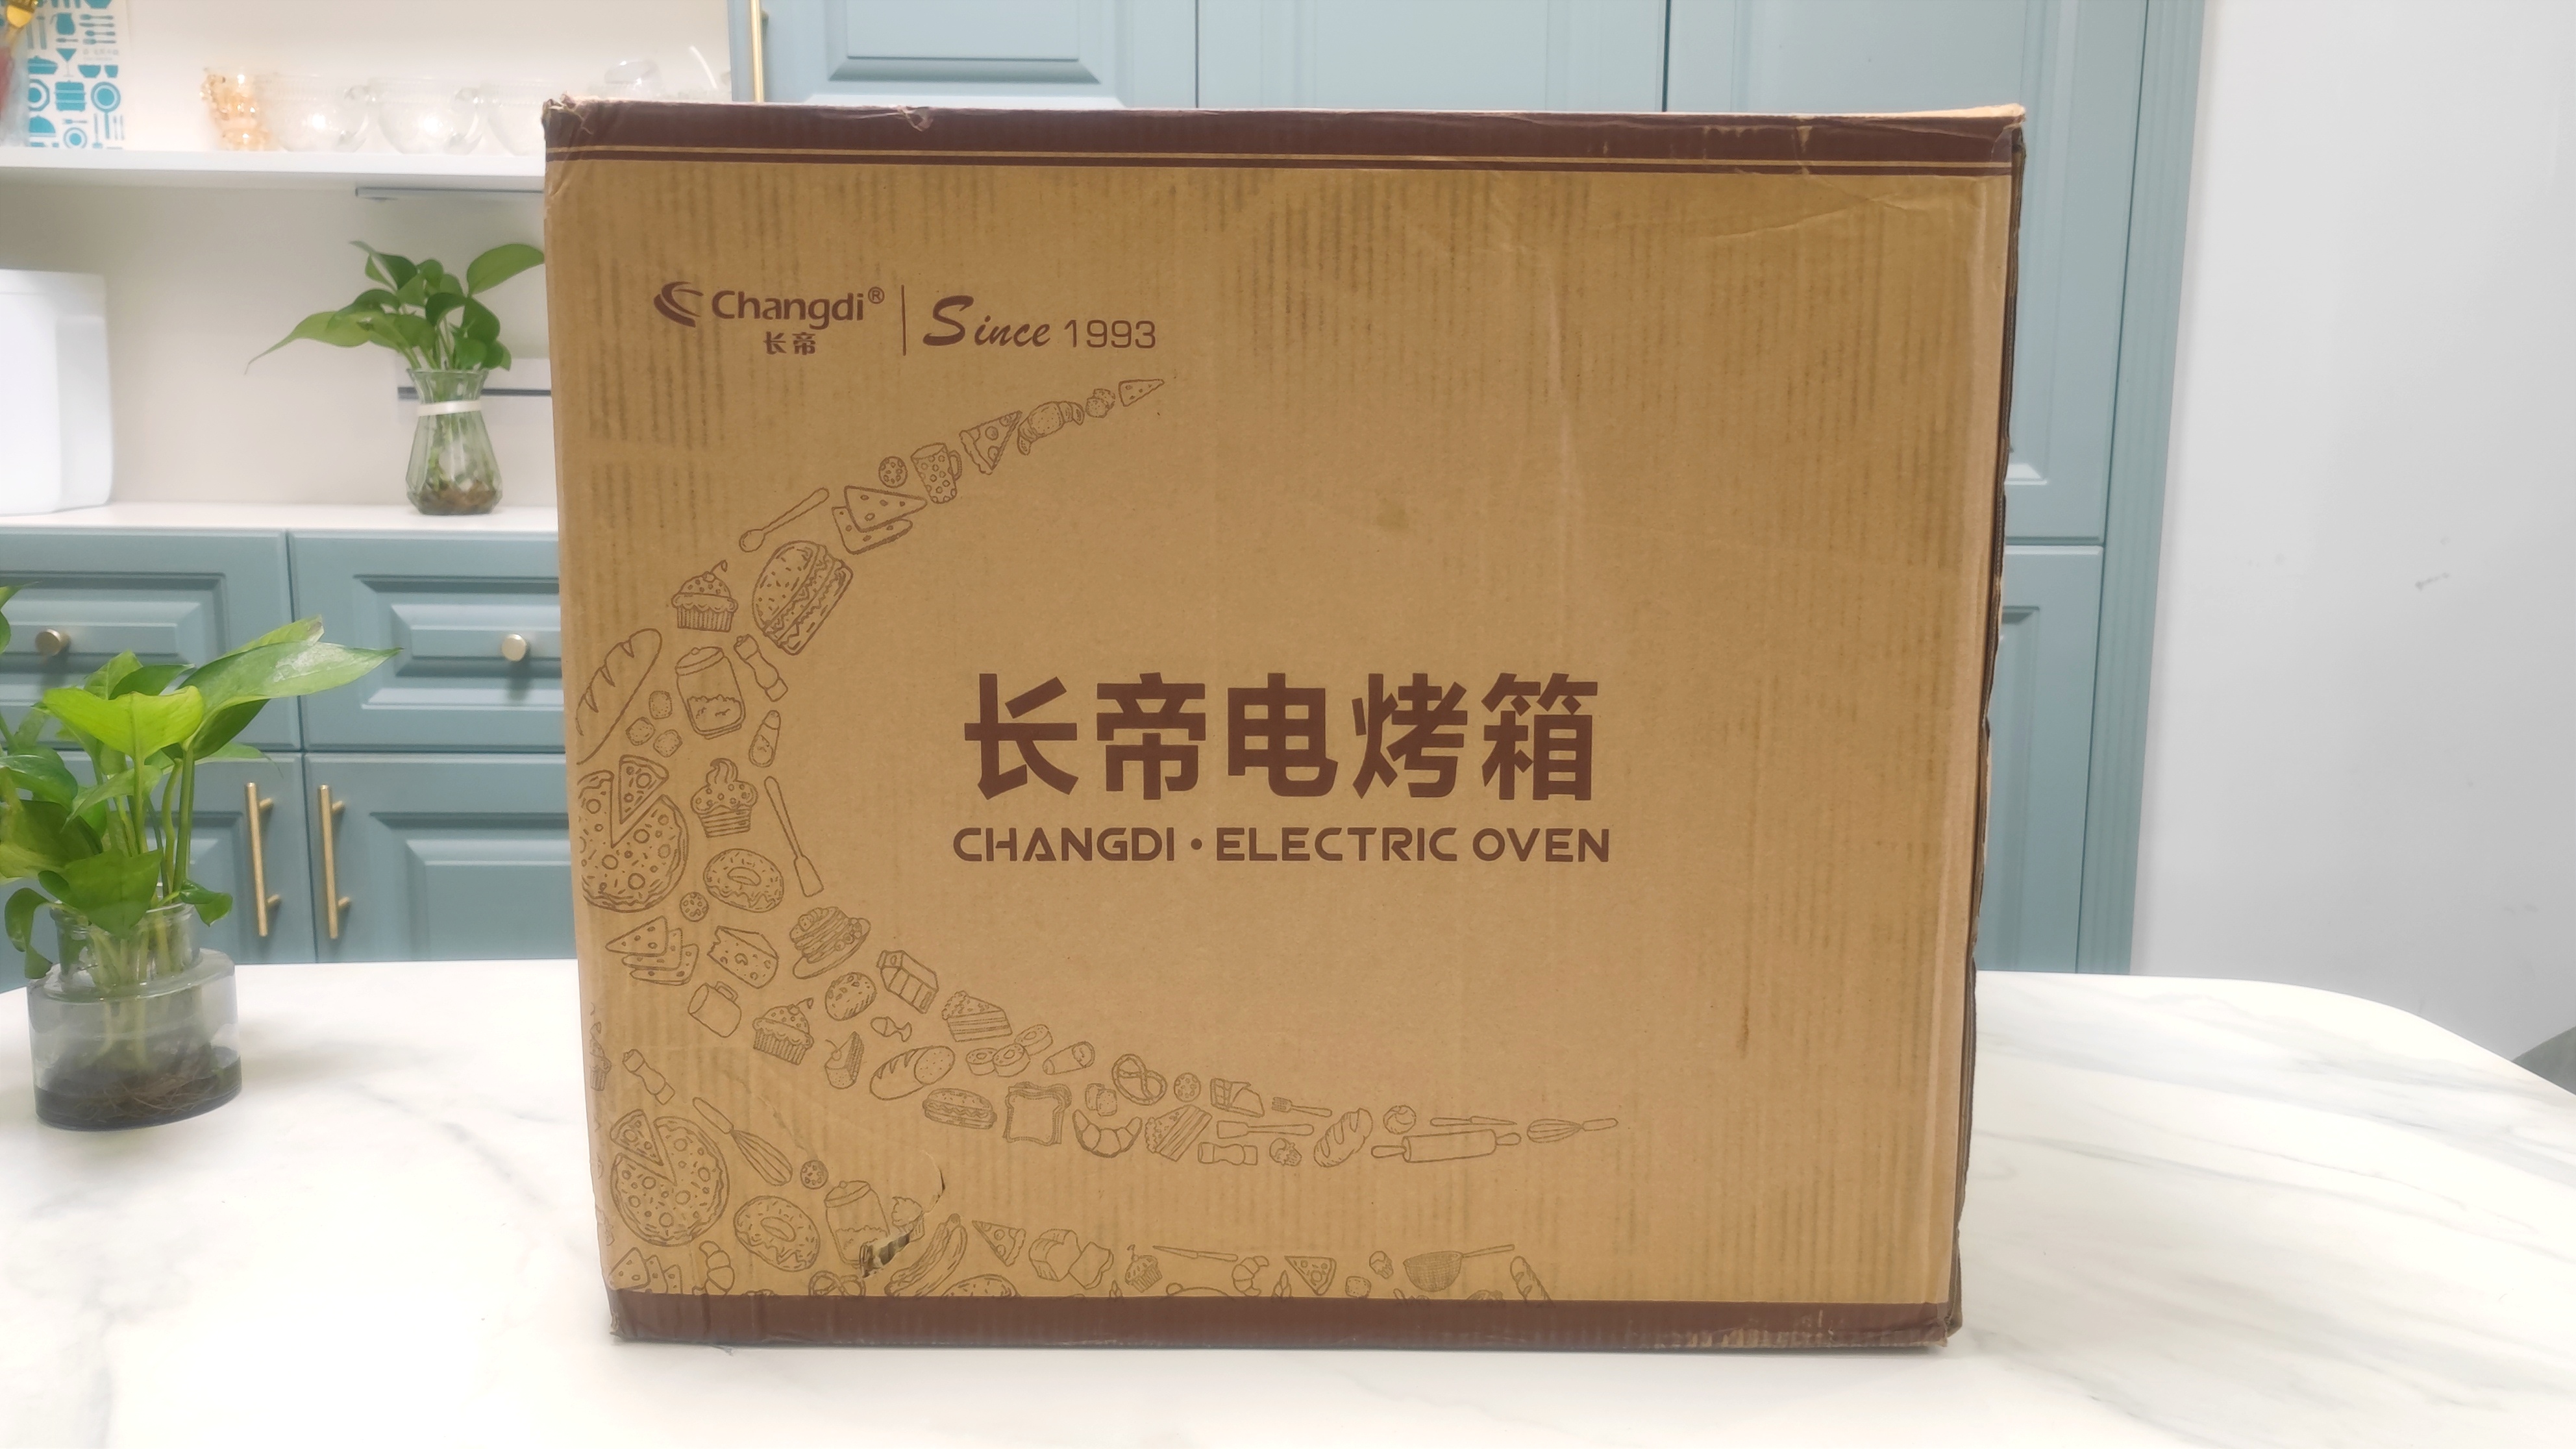 Changdi® | Since 1993
长帝
长帝电烤箱
CHANGDI·ELECTRIC OVEN